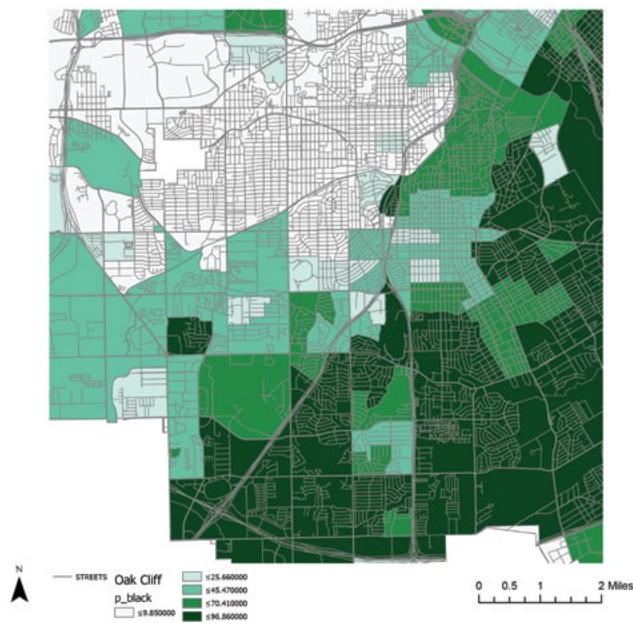 N
STREETS
Oak Cliff
p_black
≤9.850000
≤25.660000
≤45.470000
≤70.410000
≤96.860000
0 0.5 1 2 Miles